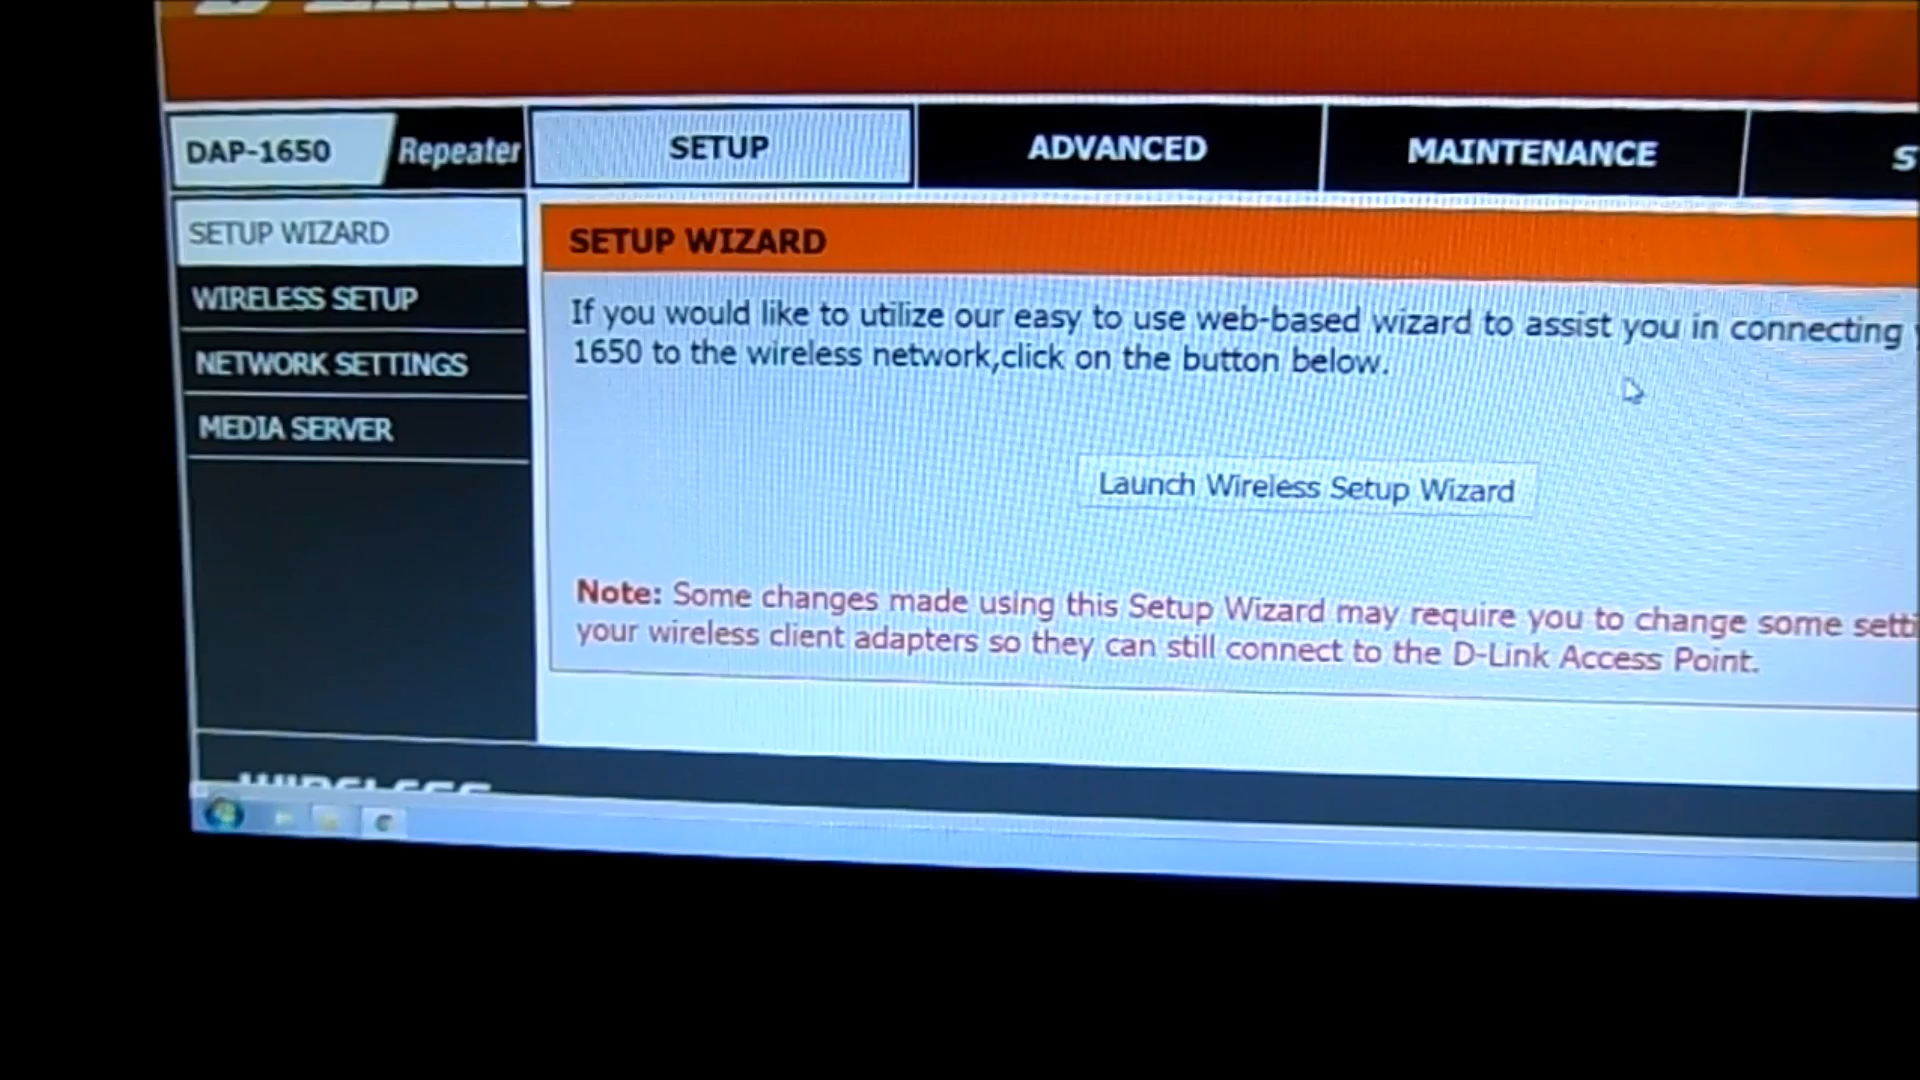 DAP-1650 Repeater SETUP ADVANCED MAINTENANCE
SETUP WIZARD
WIRELESS SETUP
NETWORK SETTINGS
MEDIA SERVER
SETUP WIZARD
If you would like to utilize our easy to use web-based wizard to assist you in connecting
1650 to the wireless network,click on the button below.
Launch Wireless Setup Wizard
Note: Some changes made using this Setup Wizard may require you to change some
your wireless client adapters so they can still connect to the D-Link Access Point.
WIRELESS